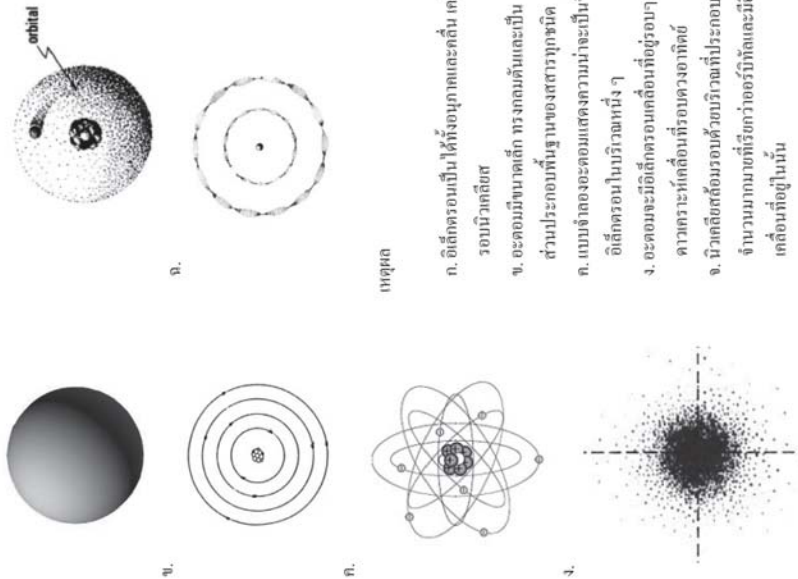 ข.
ค.
ง.
orbital
ฉ.
เหตุผล
ก. อิเล็กตรอนเป็นได้ทั้งอนุภาคและคลื่น
รอบนิวเคลียส
ข. อะตอมมีขนาดเล็ก ทรงกลมตันและเป็น
ส่วนประกอบพื้นฐานของสสารทุกชนิด
ค. แบบจำลองอะตอมแสดงความน่าจะเป็น
อิเล็กตรอนในบริเวณหนึ่ง ๆ
ง. อะตอมจะมีอิเล็กตรอนเคลื่อนที่อยู่รอบๆ
ดาวเคราะห์เคลื่อนที่รอบดวงอาทิตย์
จ. นิวเคลียสล้อมรอบด้วยบริเวณที่ประกอบ
จำนวนมากมายที่เรียกว่าออร์บิทัลและมี
เคลื่อนที่อยู่ในนั้น